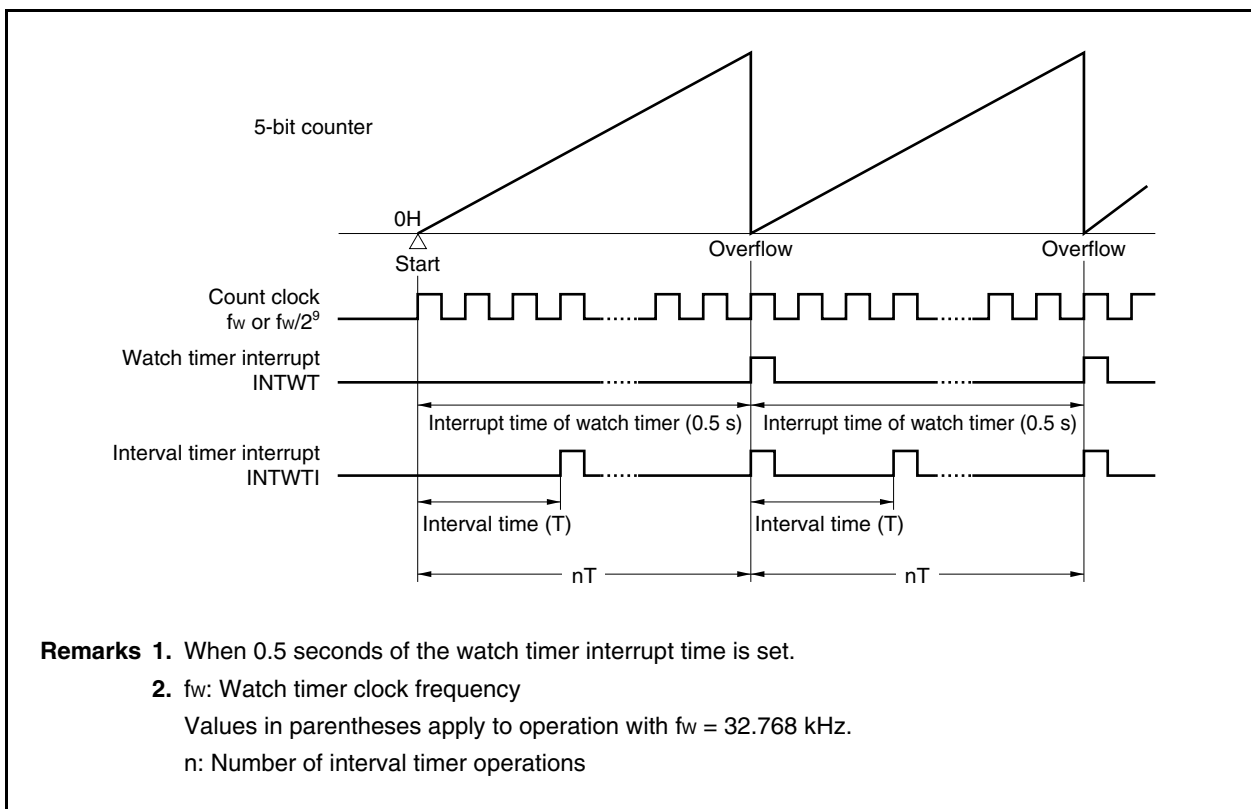 5-bit counter
0H
Start
Overflow
Overflow
Count clock
fW or fW/2⁹
Watch timer interrupt
INTWT
Interrupt time of watch timer (0.5 s)
Interrupt time of watch timer (0.5 s)
Interval timer interrupt
INTWTI
Interval time (T)
Interval time (T)
nT
nT
Remarks 1. When 0.5 seconds of the watch timer interrupt time is set.
2. fW: Watch timer clock frequency
Values in parentheses apply to operation with fW = 32.768 kHz.
n: Number of interval timer operations